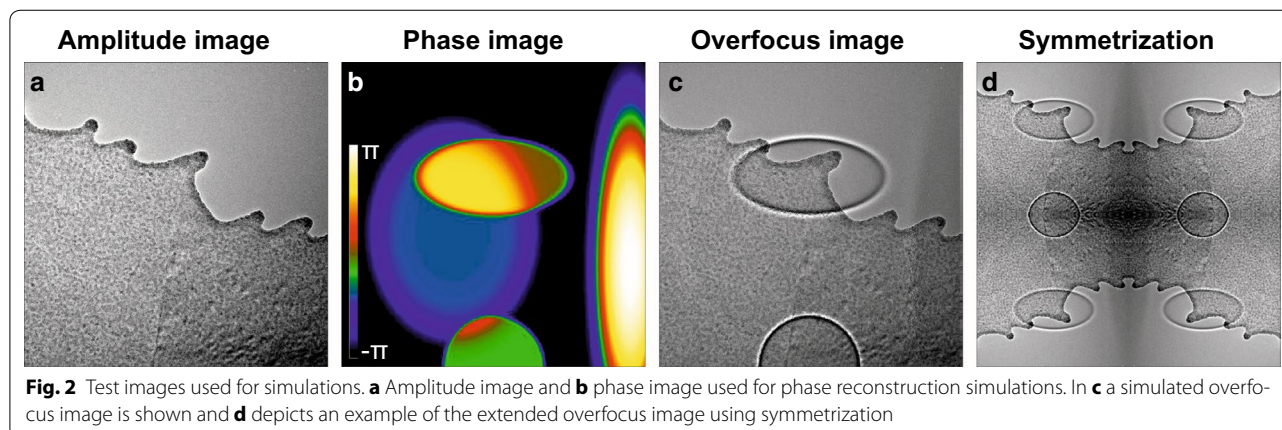 Amplitude image
Phase image
Overfocus image
Symmetrization
a
b
c
d
π
-π
Fig. 2 Test images used for simulations. a Amplitude image and b phase image used for phase reconstruction simulations. In c a simulated overfo-
cus image is shown and d depicts an example of the extended overfocus image using symmetrization